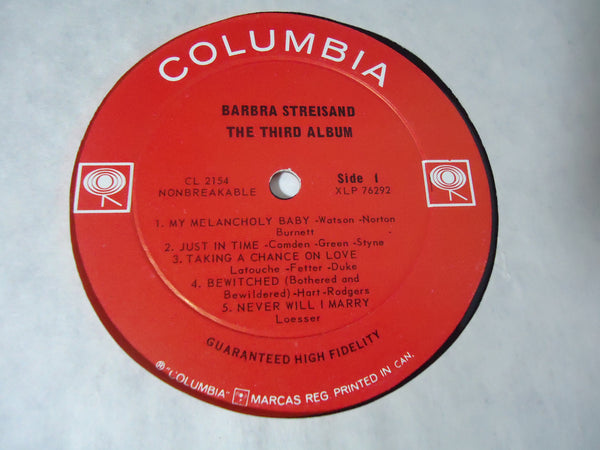 COLUMBIA
BARBRA STREISAND
THE THIRD ALBUM
CL 2154
NONBREAKABLE
Side 1
XLP 76292
1. MY MELANCHOLY BABY -Watson -Norton
Burnett
2. JUST IN TIME -Comden -Green -Styne
3. TAKING A CHANCE ON LOVE
Latouche -Fetter -Duke
4. BEWITCHED (Bothered and
Bewildered) -Hart -Rodgers
5. NEVER WILL I MARRY
Loesser
GUARANTEED HIGH FIDELITY
® "COLUMBIA" MARCAS REG. PRINTED IN CAN.